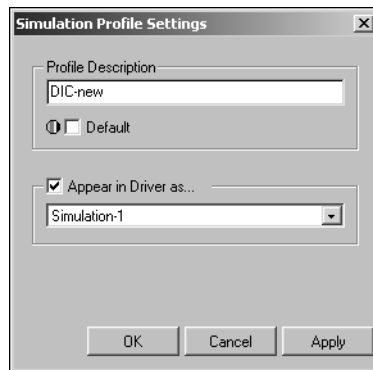 Simulation Profile Settings
Profile Description
DIC-new
Default
Appear in Driver as...
Simulation-1
OK Cancel Apply